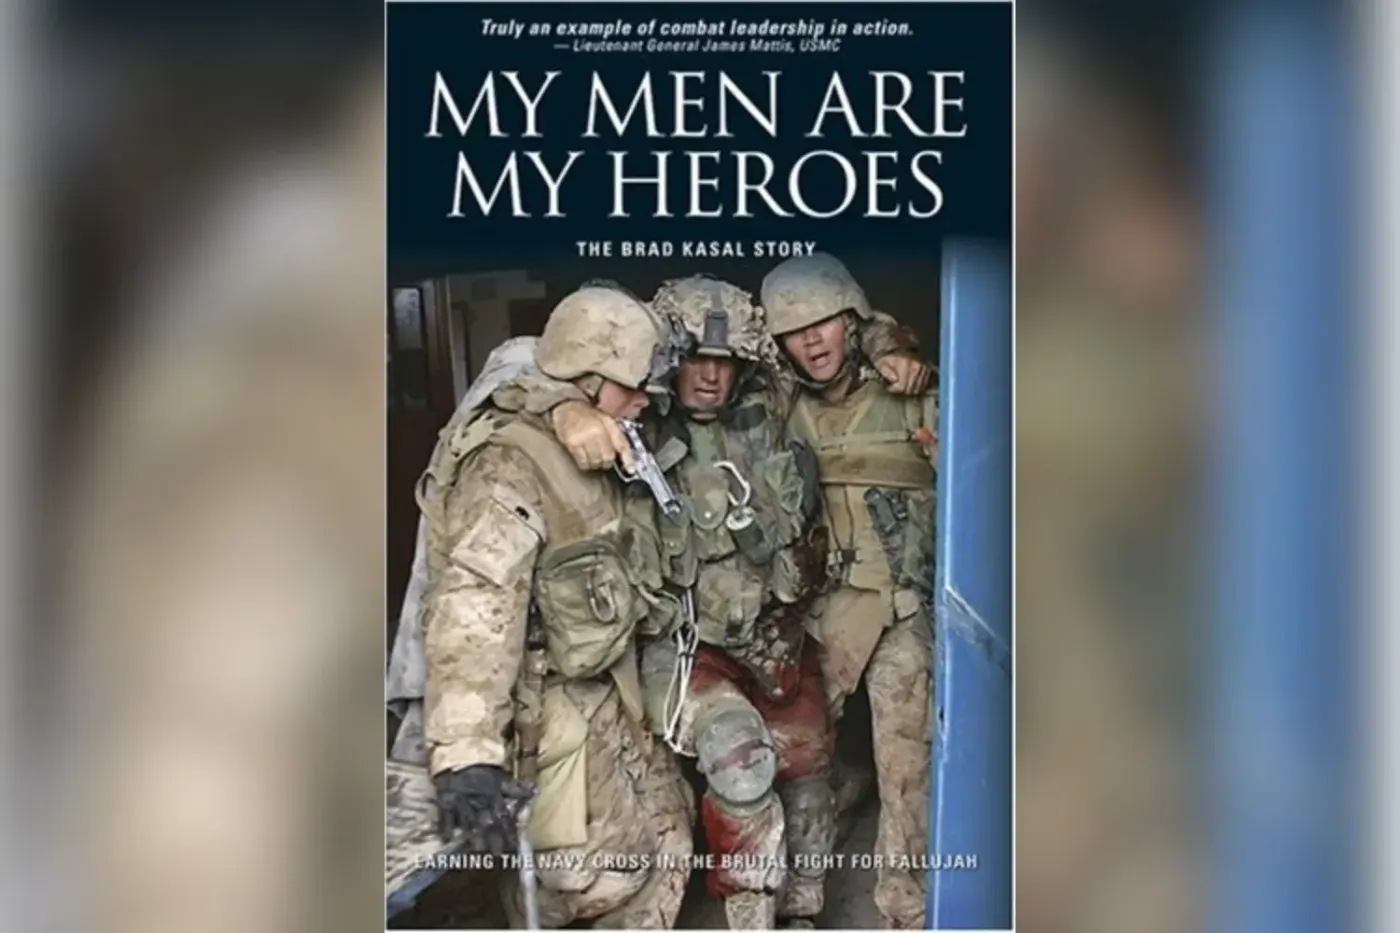 Truly an example of combat leadership in action.
— Lieutenant General James Mattis, USMC
MY MEN ARE
MY HEROES
THE BRAD KASAL STORY
EARNING THE NAVY CROSS IN THE BRUTAL FIGHT FOR FALLUJAH